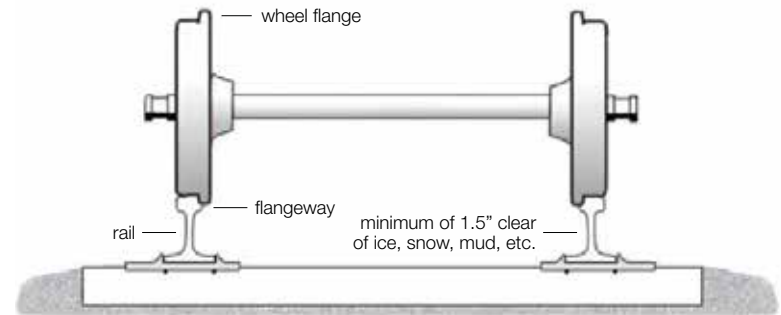 wheel flange
flangeway
rail
minimum of 1.5” clear
of ice, snow, mud, etc.